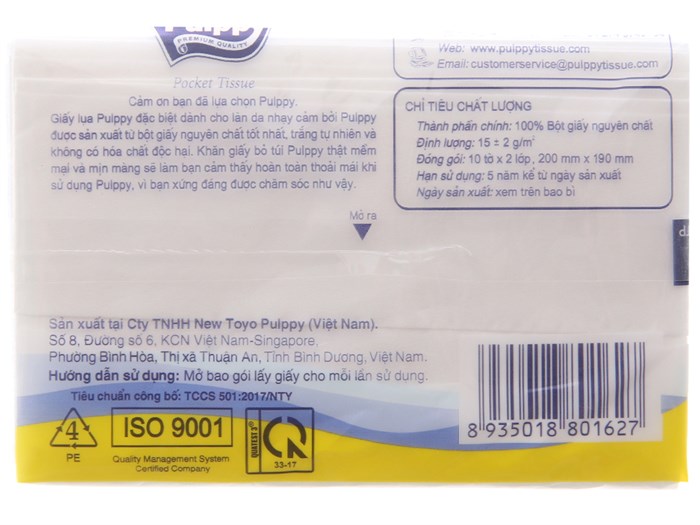 Pulppy
PREMIUM QUALITY
Pocket Tissue
Cảm ơn bạn đã lựa chọn Pulppy.
Giấy lụa Pulppy đặc biệt dành cho làn da nhạy cảm bởi Pulppy
được sản xuất từ bột giấy nguyên chất tốt nhất, trắng tự nhiên và
không có hóa chất độc hại. Khăn giấy bỏ túi Pulppy thật mềm
mại và mịn màng sẽ làm bạn cảm thấy hoàn toàn thoải mái khi
sử dụng Pulppy, vì bạn xứng đáng được chăm sóc như vậy.
Mở ra
Web: www.pulppytissue.com
Email: customerservice@pulppytissue.com
CHỈ TIÊU CHẤT LƯỢNG
Thành phần chính: 100% Bột giấy nguyên chất
Định lượng: 15 ± 2 g/m²
Đóng gói: 10 tờ x 2 lớp, 200 mm x 190 mm
Hạn sử dụng: 5 năm kể từ ngày sản xuất
Ngày sản xuất: xem trên bao bì
Sản xuất tại Cty TNHH New Toyo Pulppy (Việt Nam).
Số 8, Đường số 6, KCN Việt Nam-Singapore,
Phường Bình Hòa, Thị xã Thuận An, Tỉnh Bình Dương, Việt Nam.
Hướng dẫn sử dụng: Mở bao gói lấy giấy cho mỗi lần sử dụng.
Tiêu chuẩn công bố: TCCS 501:2017/NTY
4
PE
ISO 9001
Quality Management System
Certified Company
QUATEST 3
33-17
8 935018 801627